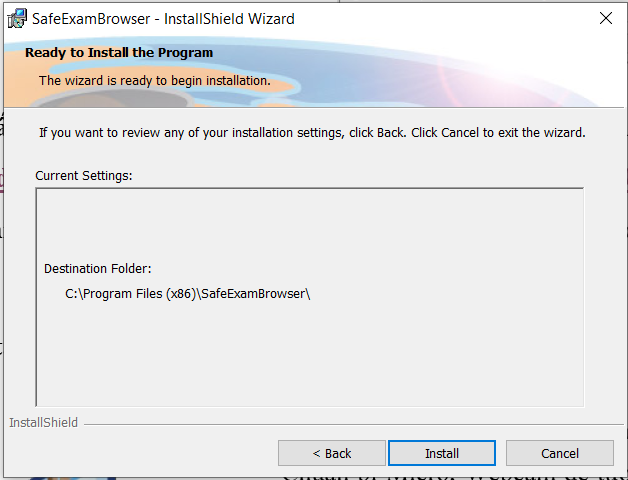 SafeExamBrowser - InstallShield Wizard
Ready to Install the Program
The wizard is ready to begin installation.
If you want to review any of your installation settings, click Back. Click Cancel to exit the wizard.
Current Settings:
Destination Folder:
C:\Program Files (x86)\SafeExamBrowser\
InstallShield
< Back
Install
Cancel